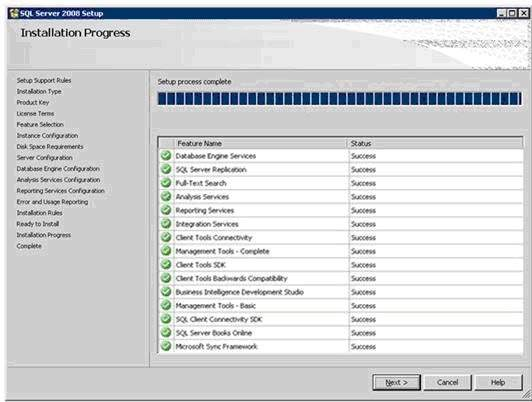 SQL Server 2008 Setup
Installation Progress
Setup Support Rules
Installation Type
Product Key
License Terms
Feature Selection
Instance Configuration
Disk Space Requirements
Server Configuration
Database Engine Configuration
Analysis Services Configuration
Reporting Services Configuration
Error and Usage Reporting
Installation Rules
Ready to Install
Installation Progress
Complete
Setup process complete
Feature Name Status
Database Engine Services Success
SQL Server Replication Success
Full-Text Search Success
Analysis Services Success
Reporting Services Success
Integration Services Success
Client Tools Connectivity Success
Management Tools - Complete Success
Client Tools SDK Success
Client Tools Backwards Compatibility Success
Business Intelligence Development Studio Success
Management Tools - Basic Success
SQL Client Connectivity SDK Success
SQL Server Books Online Success
Microsoft Sync Framework Success
Next > Cancel Help